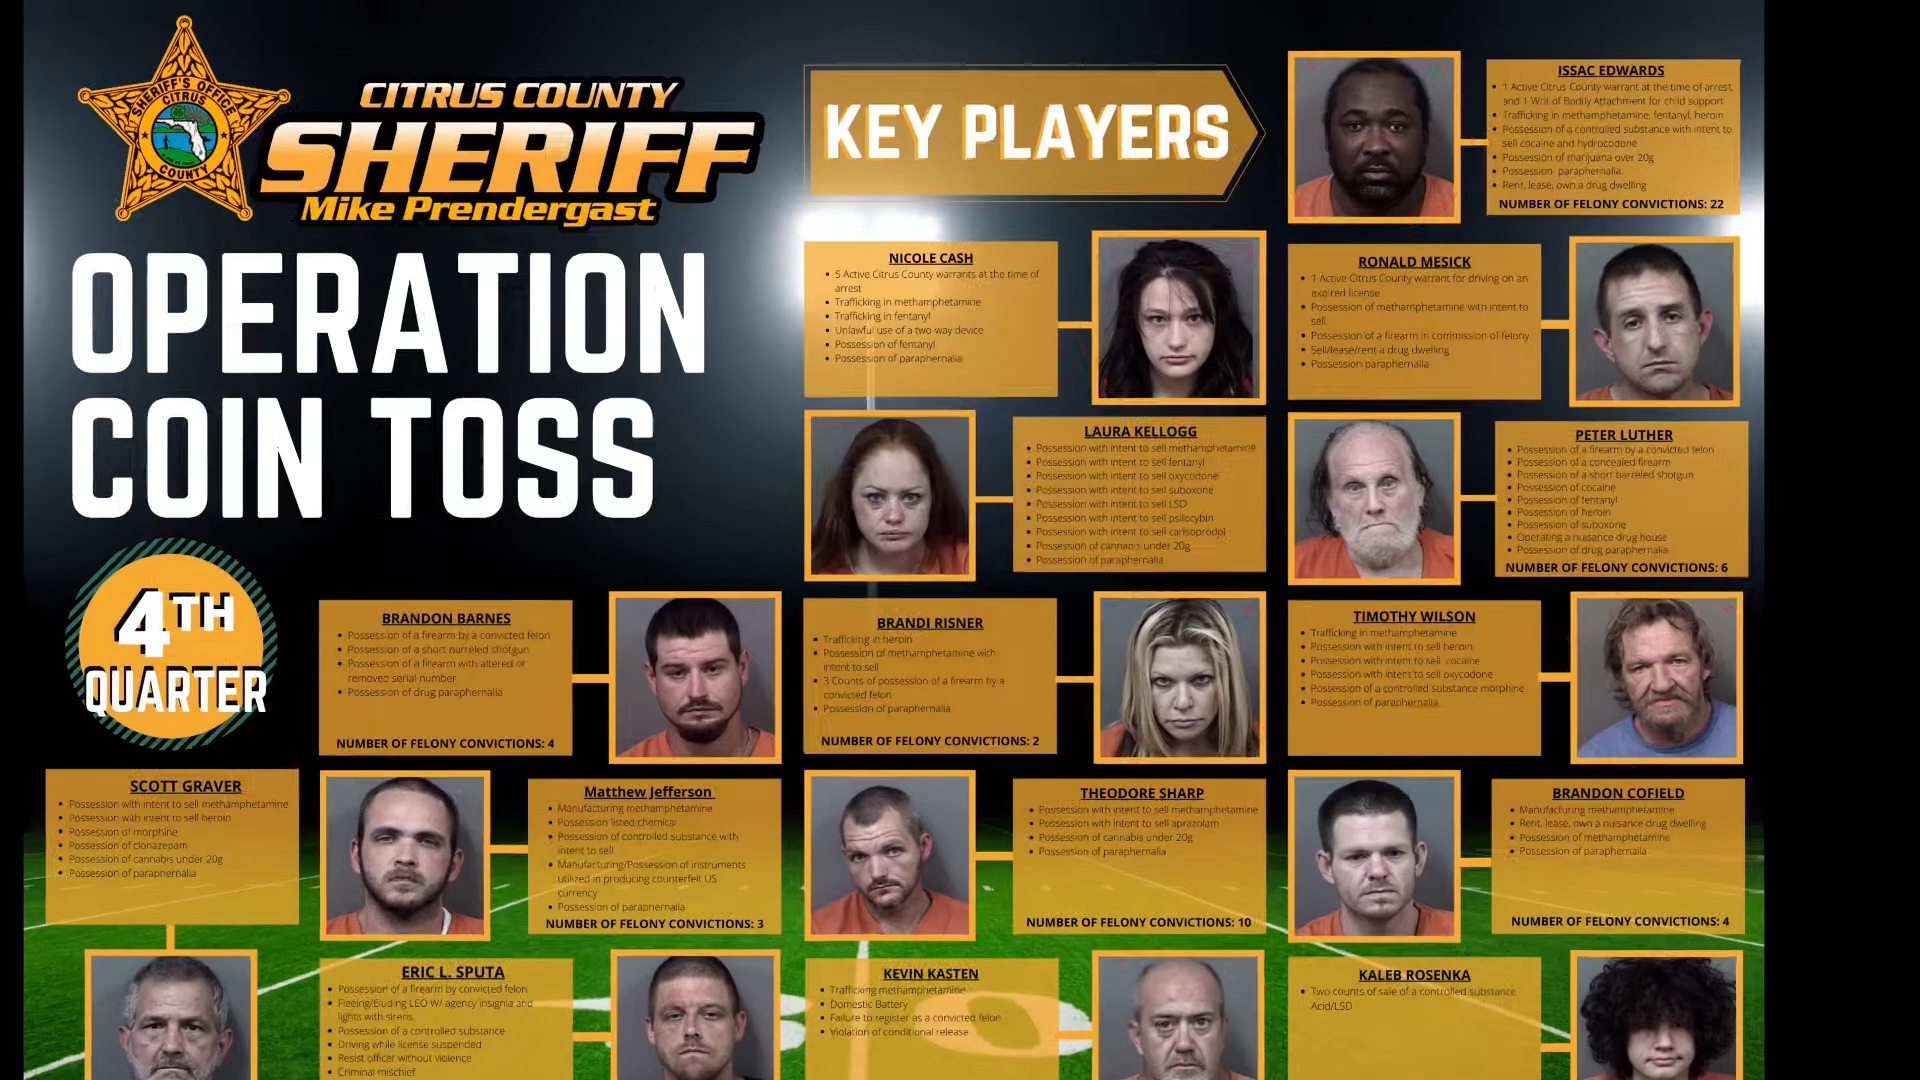 SHERIFF'S OFFICE
CITRUS
COUNTY
CITRUS COUNTY
SHERIFF
Mike Prendergast
OPERATION
COIN TOSS
4TH
QUARTER
KEY PLAYERS
ISSAC EDWARDS
1 Active Citrus County warrant at the time of arrest,
and 1 Writ of Bodily Attachment for child support
Trafficking in methamphetamine, fentanyl, heroin
Possession of a controlled substance with intent to
sell cocaine and hydrocodone
Possession of marijuana over 20g
Possession paraphernalia.
Rent, lease, own a drug dwelling
NUMBER OF FELONY CONVICTIONS: 22
NICOLE CASH
5 Active Citrus County warrants at the time of
arrest
Trafficking in methamphetamine
Trafficking in fentanyl
Unlawful use of a two-way device
Possession of fentanyl
Possession of paraphernalia
RONALD MESICK
1 Active Citrus County warrant for driving on an
expired license
Possession of methamphetamine with intent to
sell
Possession of a firearm in commission of felony
Sell/lease/rent a drug dwelling
Possession paraphernalia
LAURA KELLOGG
Possession with intent to sell methamphetamine
Possession with intent to sell fentanyl
Possession with intent to sell oxycodone
Possession with intent to sell suboxone
Possession with intent to sell LSD
Possession with intent to sell psilocybin
Possession with intent to sell carisoprodol
Possession of cannabis under 20g
Possession of paraphernalia
PETER LUTHER
Possession of a firearm by a convicted felon
Possession of a concealed firearm
Possession of a short barreled shotgun
Possession of cocaine
Possession of fentanyl
Possession of heroin
Possession of suboxone
Operating a nuisance drug house
Possession of drug paraphernalia
NUMBER OF FELONY CONVICTIONS: 6
BRANDON BARNES
Possession of a firearm by a convicted felon
Possession of a short barreled shotgun
Possession of a firearm with altered or
removed serial number
Possession of drug paraphernalia
NUMBER OF FELONY CONVICTIONS: 4
BRANDI RISNER
Trafficking in heroin
Possession of methamphetamine with
intent to sell
3 Counts of possession of a firearm by a
convicted felon
Possession of paraphernalia
NUMBER OF FELONY CONVICTIONS: 2
TIMOTHY WILSON
Trafficking in methamphetamine
Possession with intent to sell heroin
Possession with intent to sell cocaine
Possession with intent to sell oxycodone
Possession of a controlled substance morphine
Possession of paraphernalia
SCOTT GRAVER
Possession with intent to sell methamphetamine
Possession with intent to sell heroin
Possession of morphine
Possession of clonazepam
Possession of cannabis under 20g
Possession of paraphernalia
Matthew Jefferson
Manufacturing methamphetamine
Possession listed chemical
Possession of controlled substance with
intent to sell
Manufacturing/Possession of instruments
utilized in producing counterfeit US
currency
Possession of paraphernalia
NUMBER OF FELONY CONVICTIONS: 3
THEODORE SHARP
Possession with intent to sell methamphetamine
Possession with intent to sell aprazolam
Possession of cannabis under 20g
Possession of paraphernalia
NUMBER OF FELONY CONVICTIONS: 10
BRANDON COFIELD
Manufacturing methamphetamine
Rent, lease, own a nuisance drug dwelling
Possession of methamphetamine
Possession of paraphernalia
NUMBER OF FELONY CONVICTIONS: 4
ERIC L. SPUTA
Possession of a firearm by convicted felon
Fleeing/Eluding LEO W/ agency insignia and
lights with sirens.
Possession of a controlled substance
Driving while license suspended
Resist officer without violence
Criminal mischief
KEVIN KASTEN
Trafficking methamphetamine
Domestic Battery
Failure to register as a convicted felon
Violation of conditional release
KALEB ROSENKA
Two counts of sale of a controlled substance
Acid/LSD